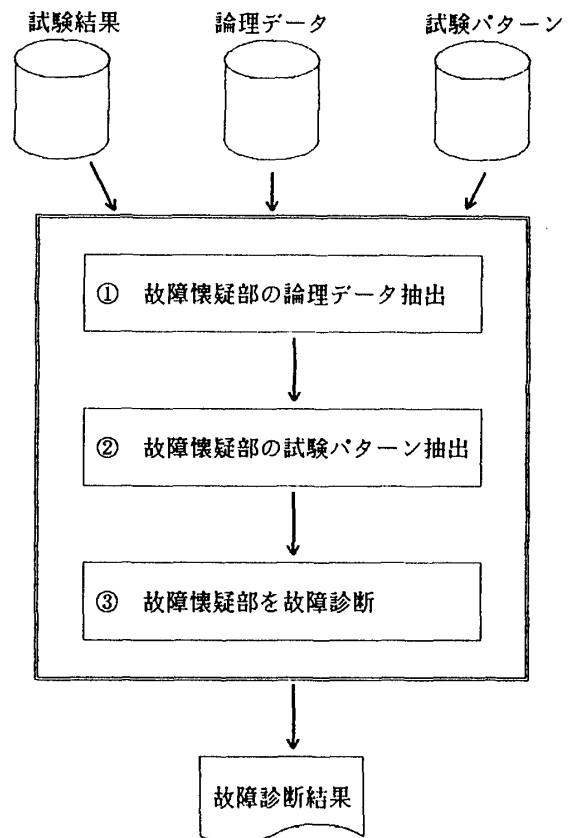 試験結果
論理データ
試験パターン
① 故障懐疑部の論理データ抽出
② 故障懐疑部の試験パターン抽出
③ 故障懐疑部を故障診断
故障診断結果